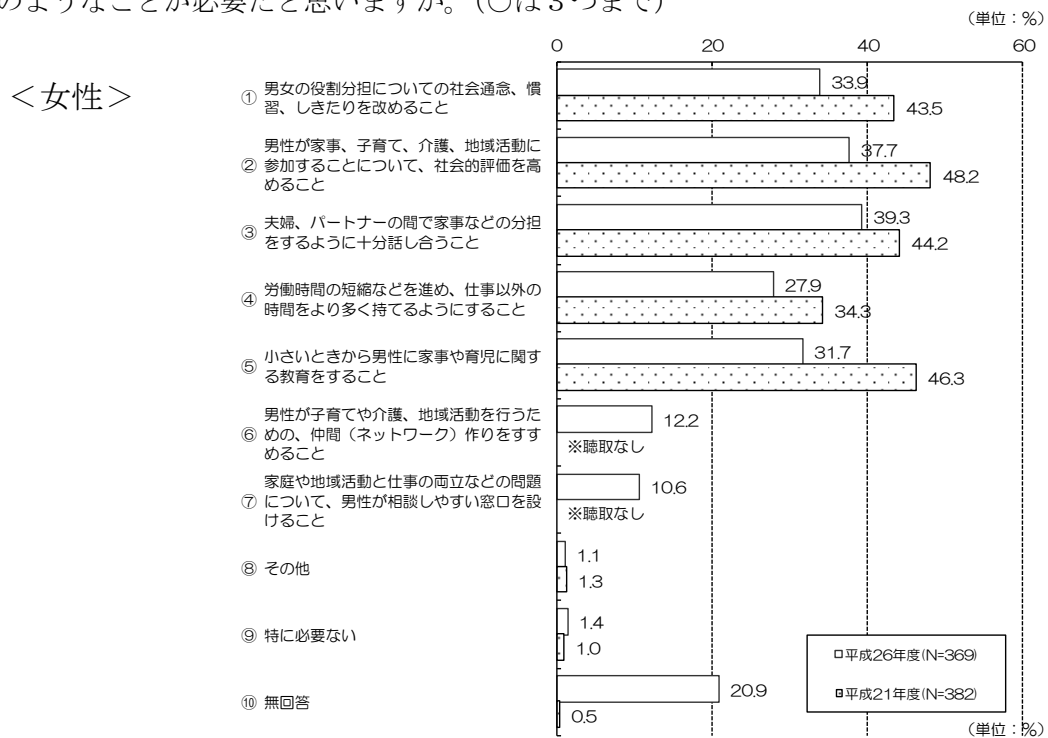 のようなことが必要だと思いますか。（○は３つまで）
（単位：％）
0 20 40 60
＜女性＞
① 男女の役割分担についての社会通念、慣
習、しきたりを改めること
33.9
43.5
男性が家事、子育て、介護、地域活動に
② 参加することについて、社会的評価を高
めること
37.7
48.2
③ 夫婦、パートナーの間で家事などの分担
をするように十分話し合うこと
39.3
44.2
④ 労働時間の短縮などを進め、仕事以外の
時間をより多く持てるようにすること
27.9
34.3
⑤ 小さいときから男性に家事や育児に関す
る教育をすること
31.7
46.3
男性が子育てや介護、地域活動を行うた
⑥ めの、仲間（ネットワーク）作りをすす
めること
12.2
※聴取なし
家庭や地域活動と仕事の両立などの問題
⑦ について、男性が相談しやすい窓口を設
けること
10.6
※聴取なし
⑧ その他
1.1
1.3
⑨ 特に必要ない
1.4
1.0
⑩ 無回答
20.9
0.5
平成26年度(N=369)
平成21年度(N=382)
（単位：％）